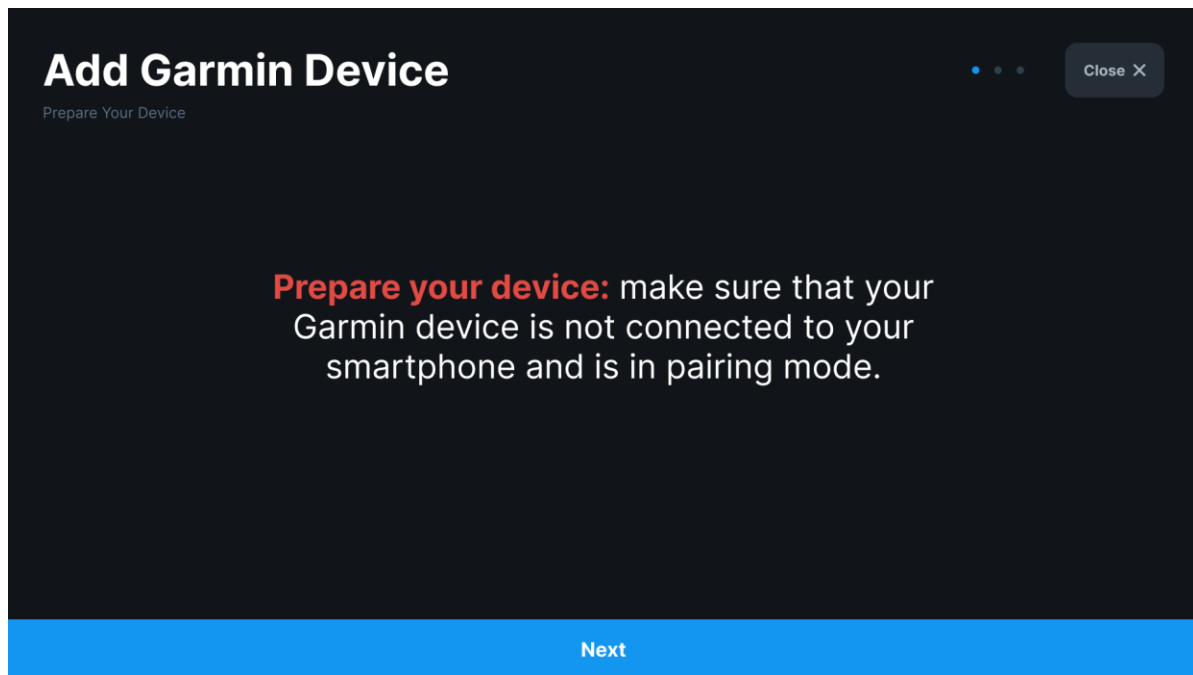 Add Garmin Device
Close
Prepare Your Device
Prepare your device: make sure that your
Garmin device is not connected to your
smartphone and is in pairing mode.
Next